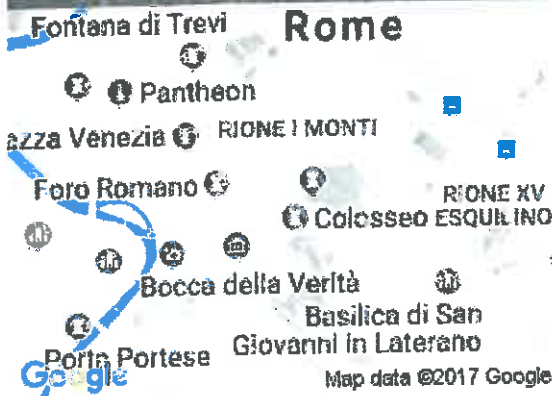 Fontana di Trevi
Rome
Pantheon
azza Venezia
RIONE I MONTI
Foro Romano
RIONE XV
Colosseo ESQUILINO
Bocca della Verità
Basilica di San
Giovanni in Laterano
Porta Portese
Google
Map data ©2017 Google